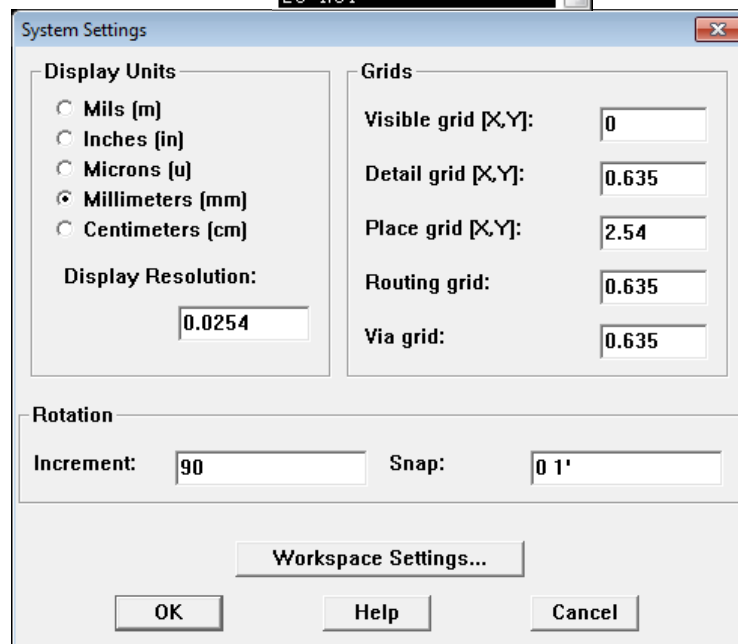 System Settings
Display Units
Mils (m)
Inches (in)
Microns (u)
Millimeters (mm)
Centimeters (cm)
Display Resolution:
0.0254
Grids
Visible grid [X,Y]: 0
Detail grid [X,Y]: 0.635
Place grid [X,Y]: 2.54
Routing grid: 0.635
Via grid: 0.635
Rotation
Increment: 90 Snap: 0 1'
Workspace Settings...
OK Help Cancel